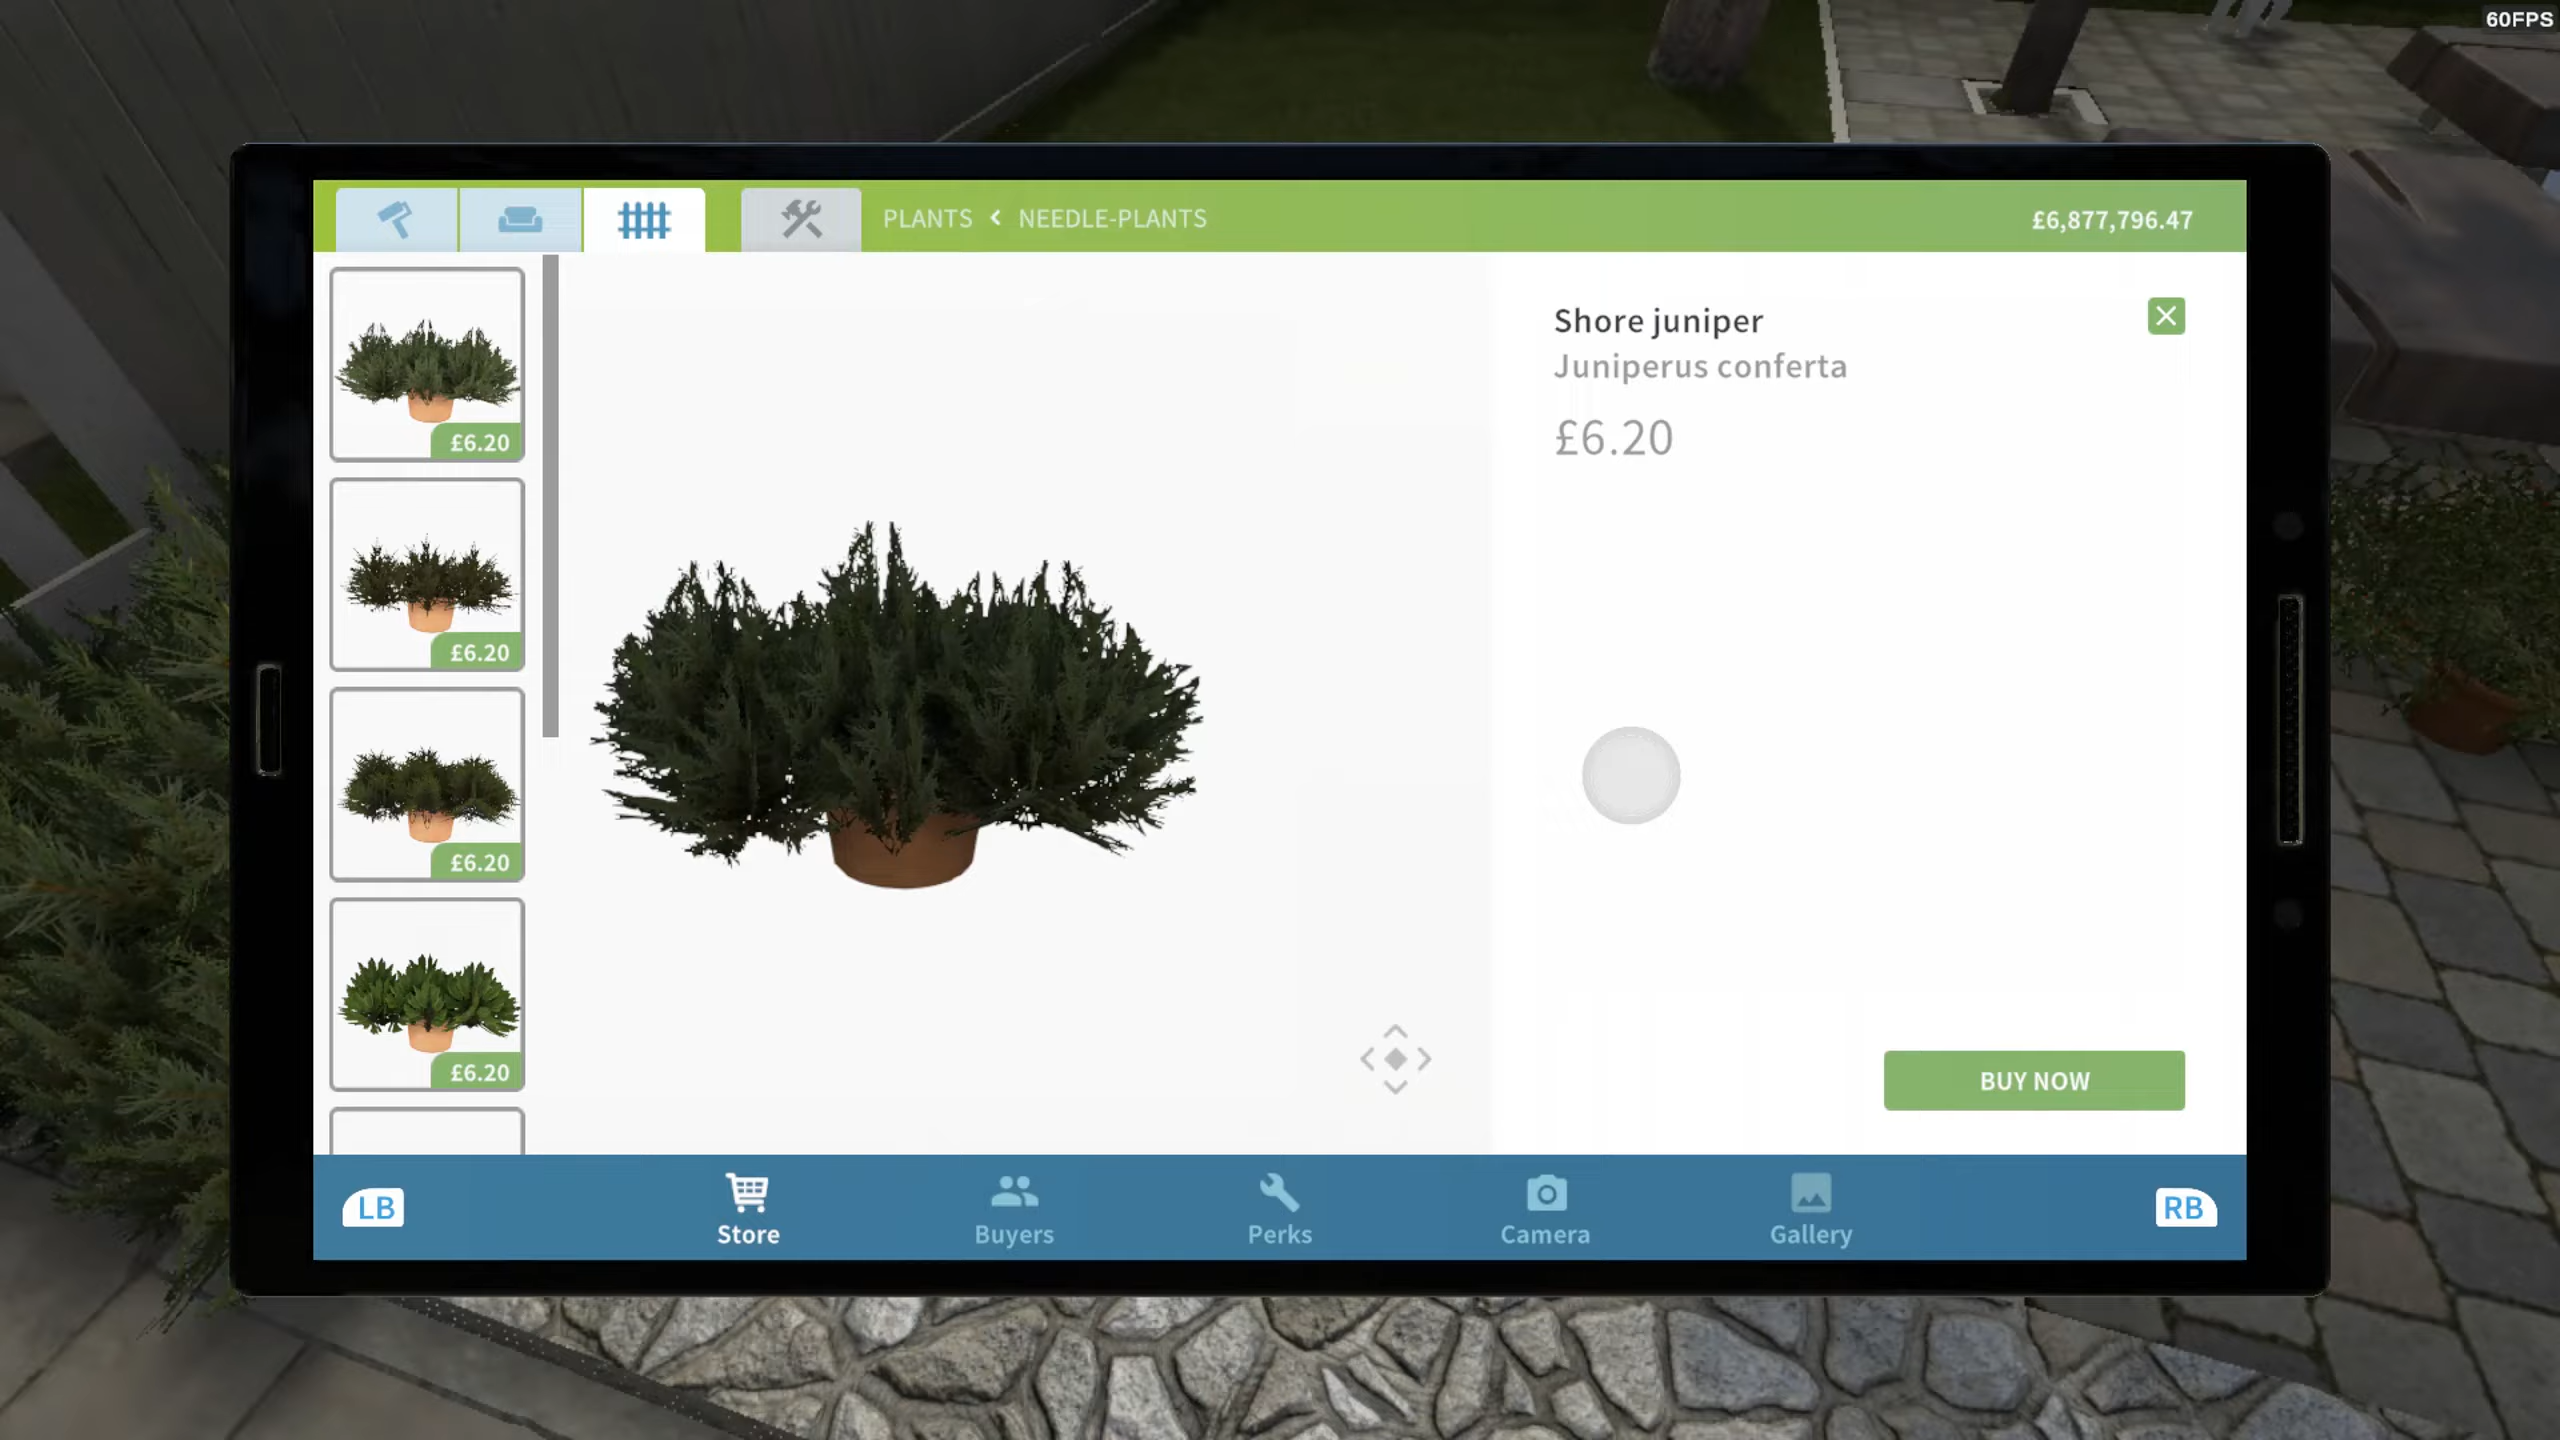 60FPS
PLANTS < NEEDLE-PLANTS
£6,877,796.47
£6.20
£6.20
£6.20
£6.20
Shore juniper
Juniperus conferta
£6.20
BUY NOW
LB
Store
Buyers
Perks
Camera
Gallery
RB